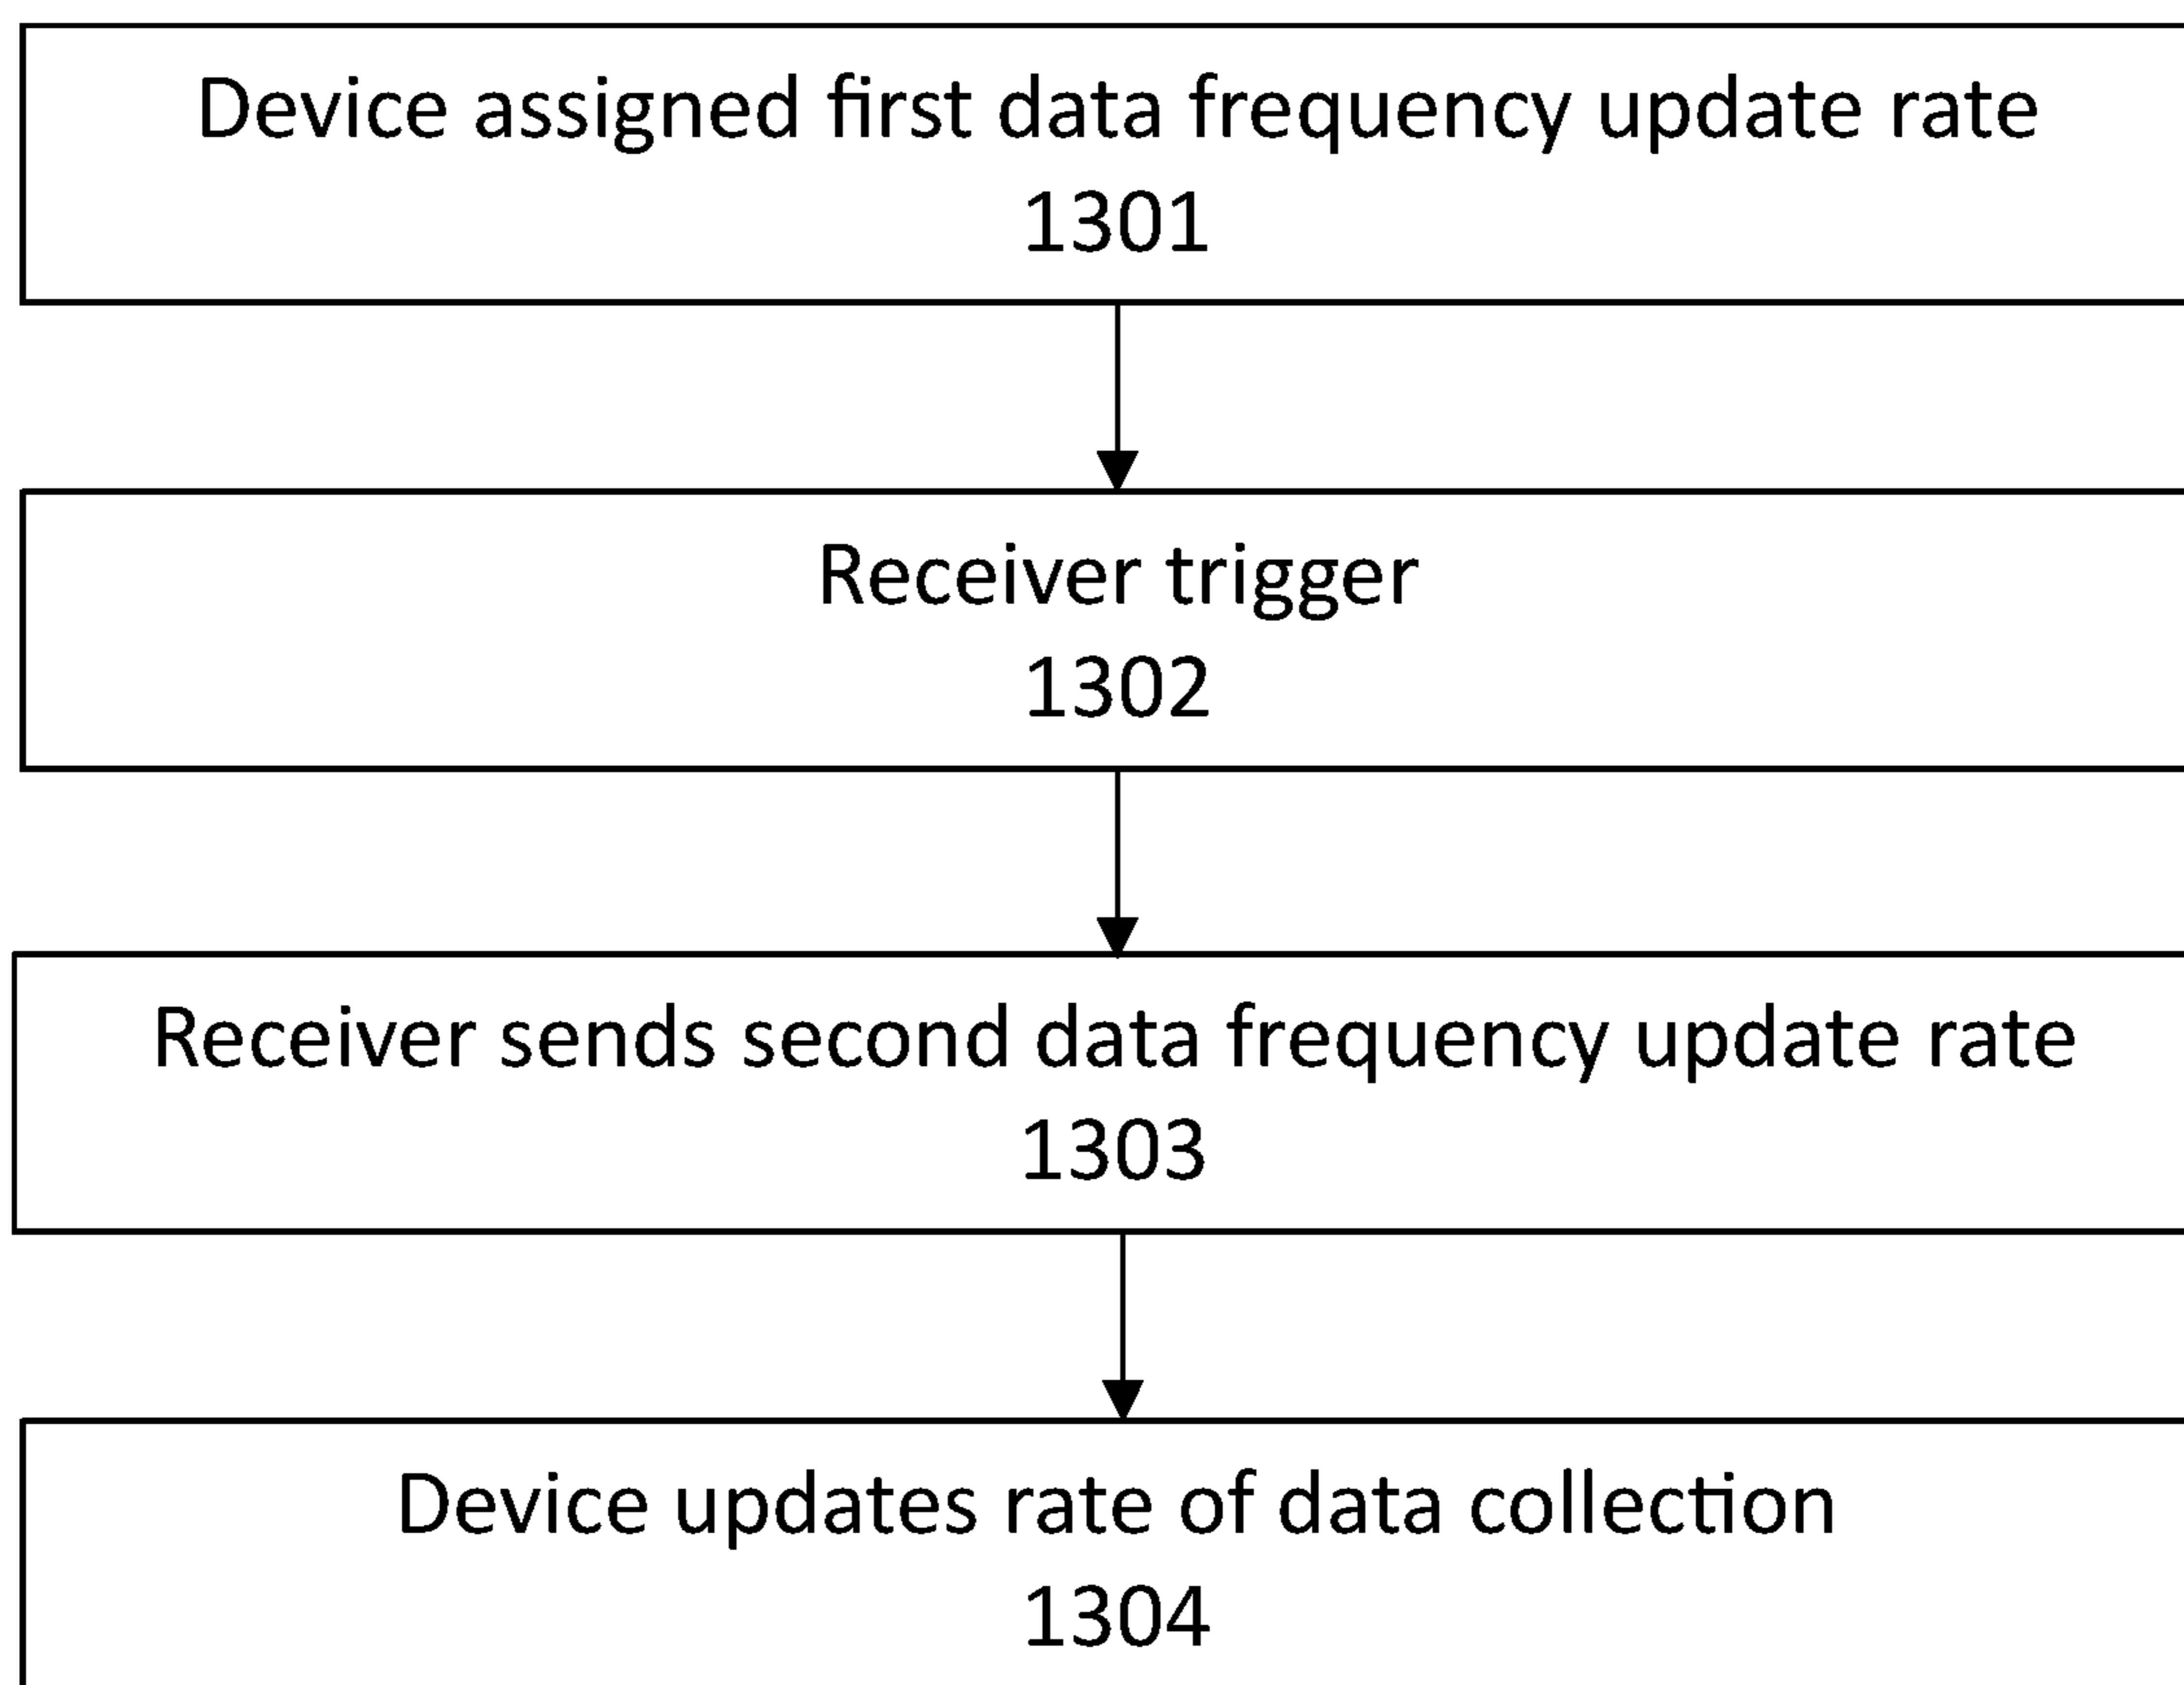 Device assigned first data frequency update rate
1301
Receiver trigger
1302
Receiver sends second data frequency update rate
1303
Device updates rate of data collection
1304